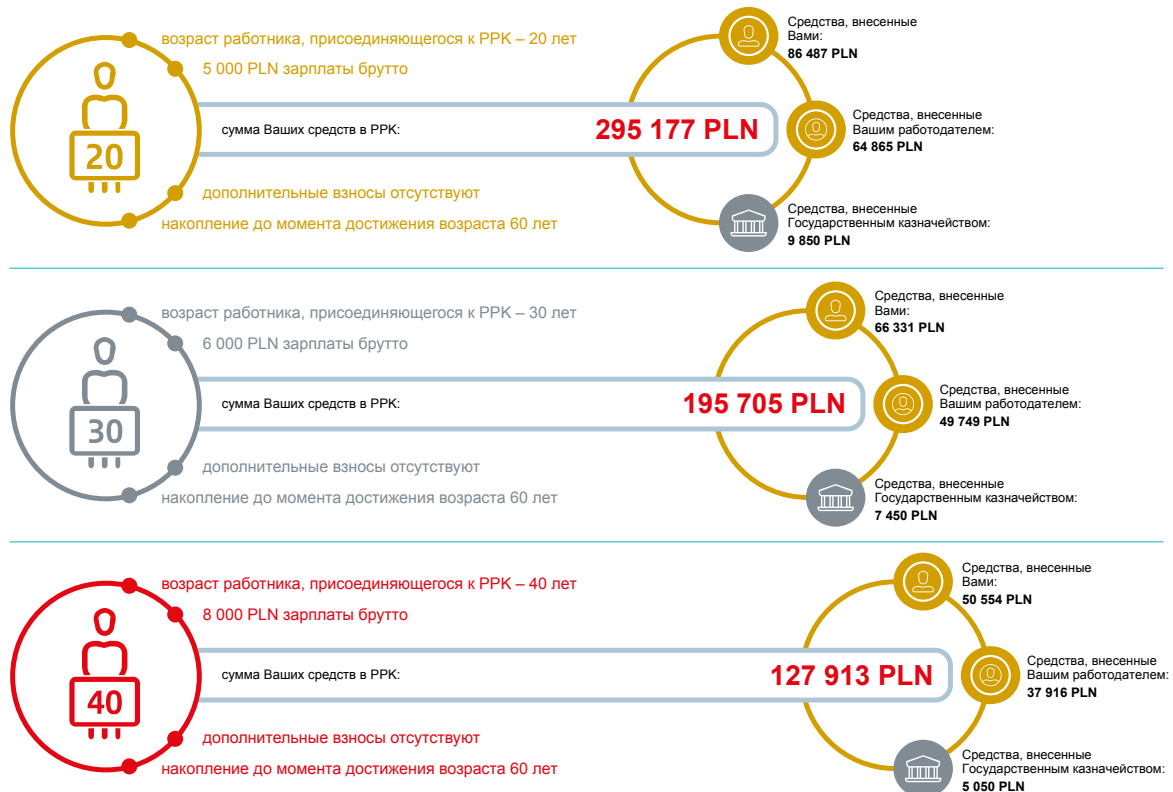 возраст работника, присоединяющегося к PPK – 20 лет
5 000 PLN зарплаты брутто
20
сумма Ваших средств в PPK:
295 177 PLN
дополнительные взносы отсутствуют
накопление до момента достижения возраста 60 лет
Средства, внесенные
Вами:
86 487 PLN
Средства, внесенные
Вашим работодателем:
64 865 PLN
Средства, внесенные
Государственным казначейством:
9 850 PLN
возраст работника, присоединяющегося к PPK – 30 лет
6 000 PLN зарплаты брутто
30
сумма Ваших средств в PPK:
195 705 PLN
дополнительные взносы отсутствуют
накопление до момента достижения возраста 60 лет
Средства, внесенные
Вами:
66 331 PLN
Средства, внесенные
Вашим работодателем:
49 749 PLN
Средства, внесенные
Государственным казначейством:
7 450 PLN
возраст работника, присоединяющегося к PPK – 40 лет
8 000 PLN зарплаты брутто
40
сумма Ваших средств в PPK:
127 913 PLN
дополнительные взносы отсутствуют
накопление до момента достижения возраста 60 лет
Средства, внесенные
Вами:
50 554 PLN
Средства, внесенные
Вашим работодателем:
37 916 PLN
Средства, внесенные
Государственным казначейством:
5 050 PLN